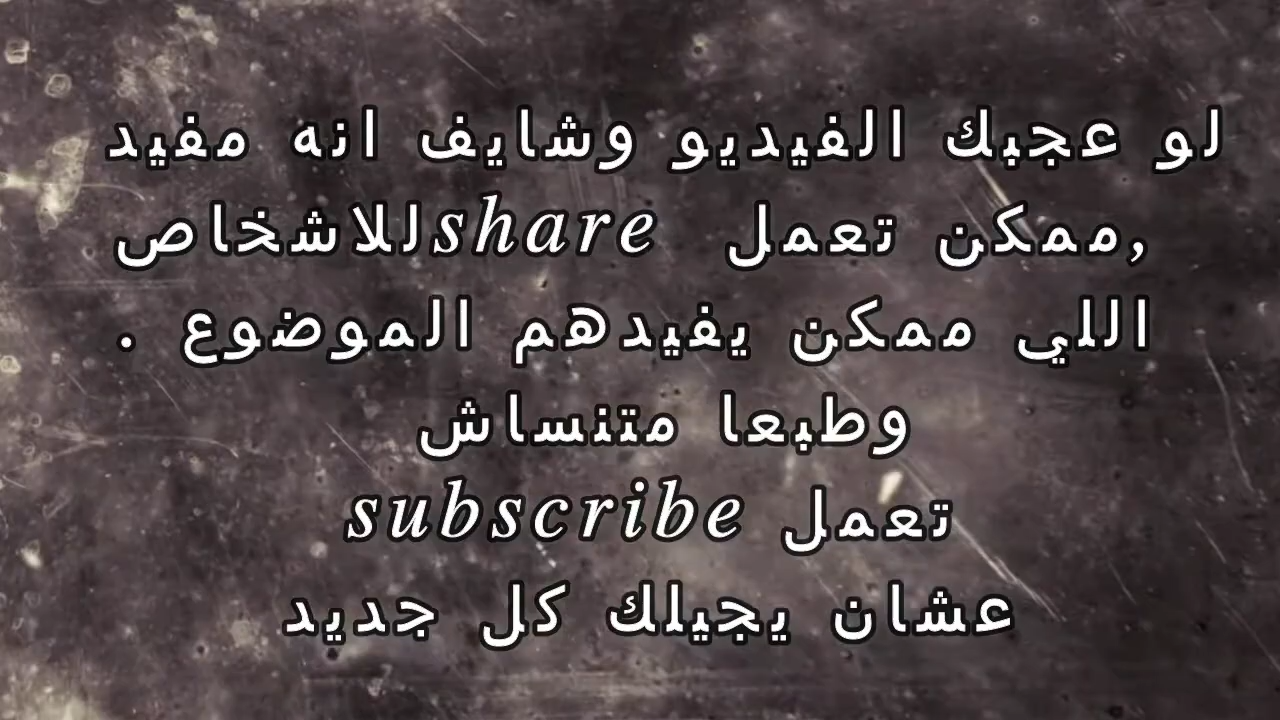 لو عجبك الفيديو وشايف انه مفيد
,ممكن تعمل share للاشخاص
اللي ممكن يفيدهم الموضوع .
وطبعا متنساش
تعمل subscribe
عشان يجيلك كل جديد